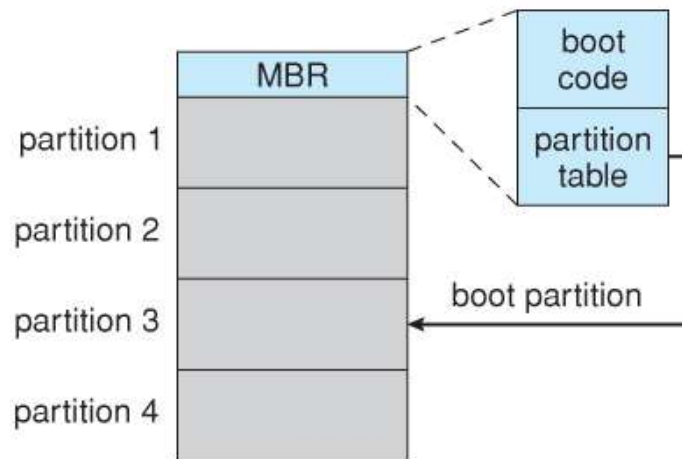 MBR
boot
code
partition
table
partition 1
partition 2
boot partition
partition 3
partition 4